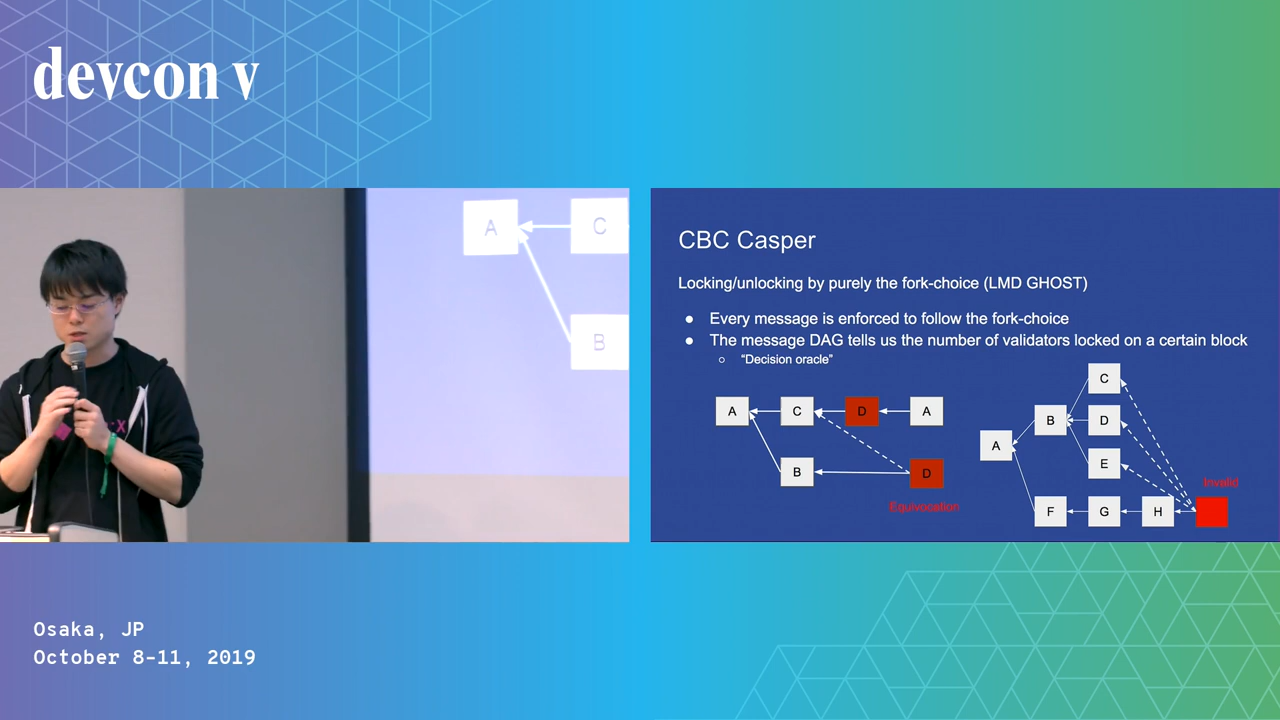 devcon v
A
C
B
CBC Casper
Locking/unlocking by purely the fork-choice (LMD GHOST)
● Every message is enforced to follow the fork-choice
● The message DAG tells us the number of validators locked on a certain block
○ "Decision oracle"
A C D A
B D
Equivocation
C
B D
A
E
Invalid
F G H
Osaka, JP
October 8-11, 2019